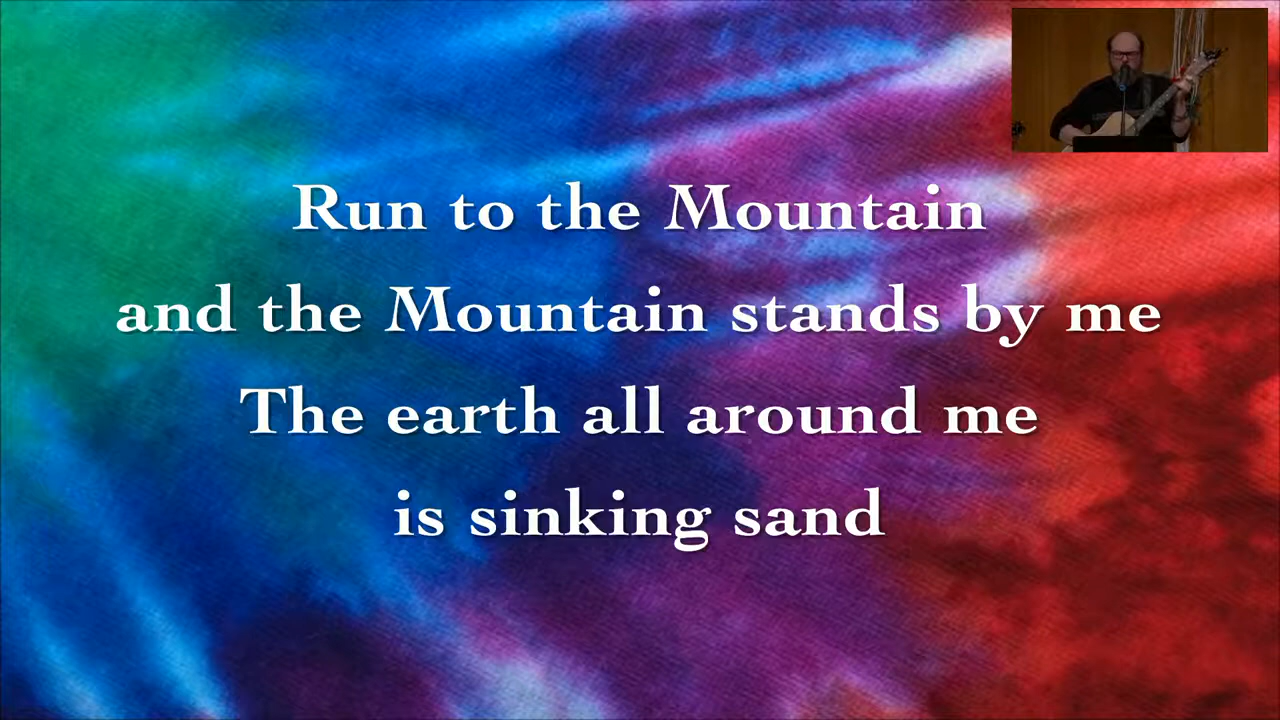 Run to the Mountain
and the Mountain stands by me
The earth all around me
is sinking sand